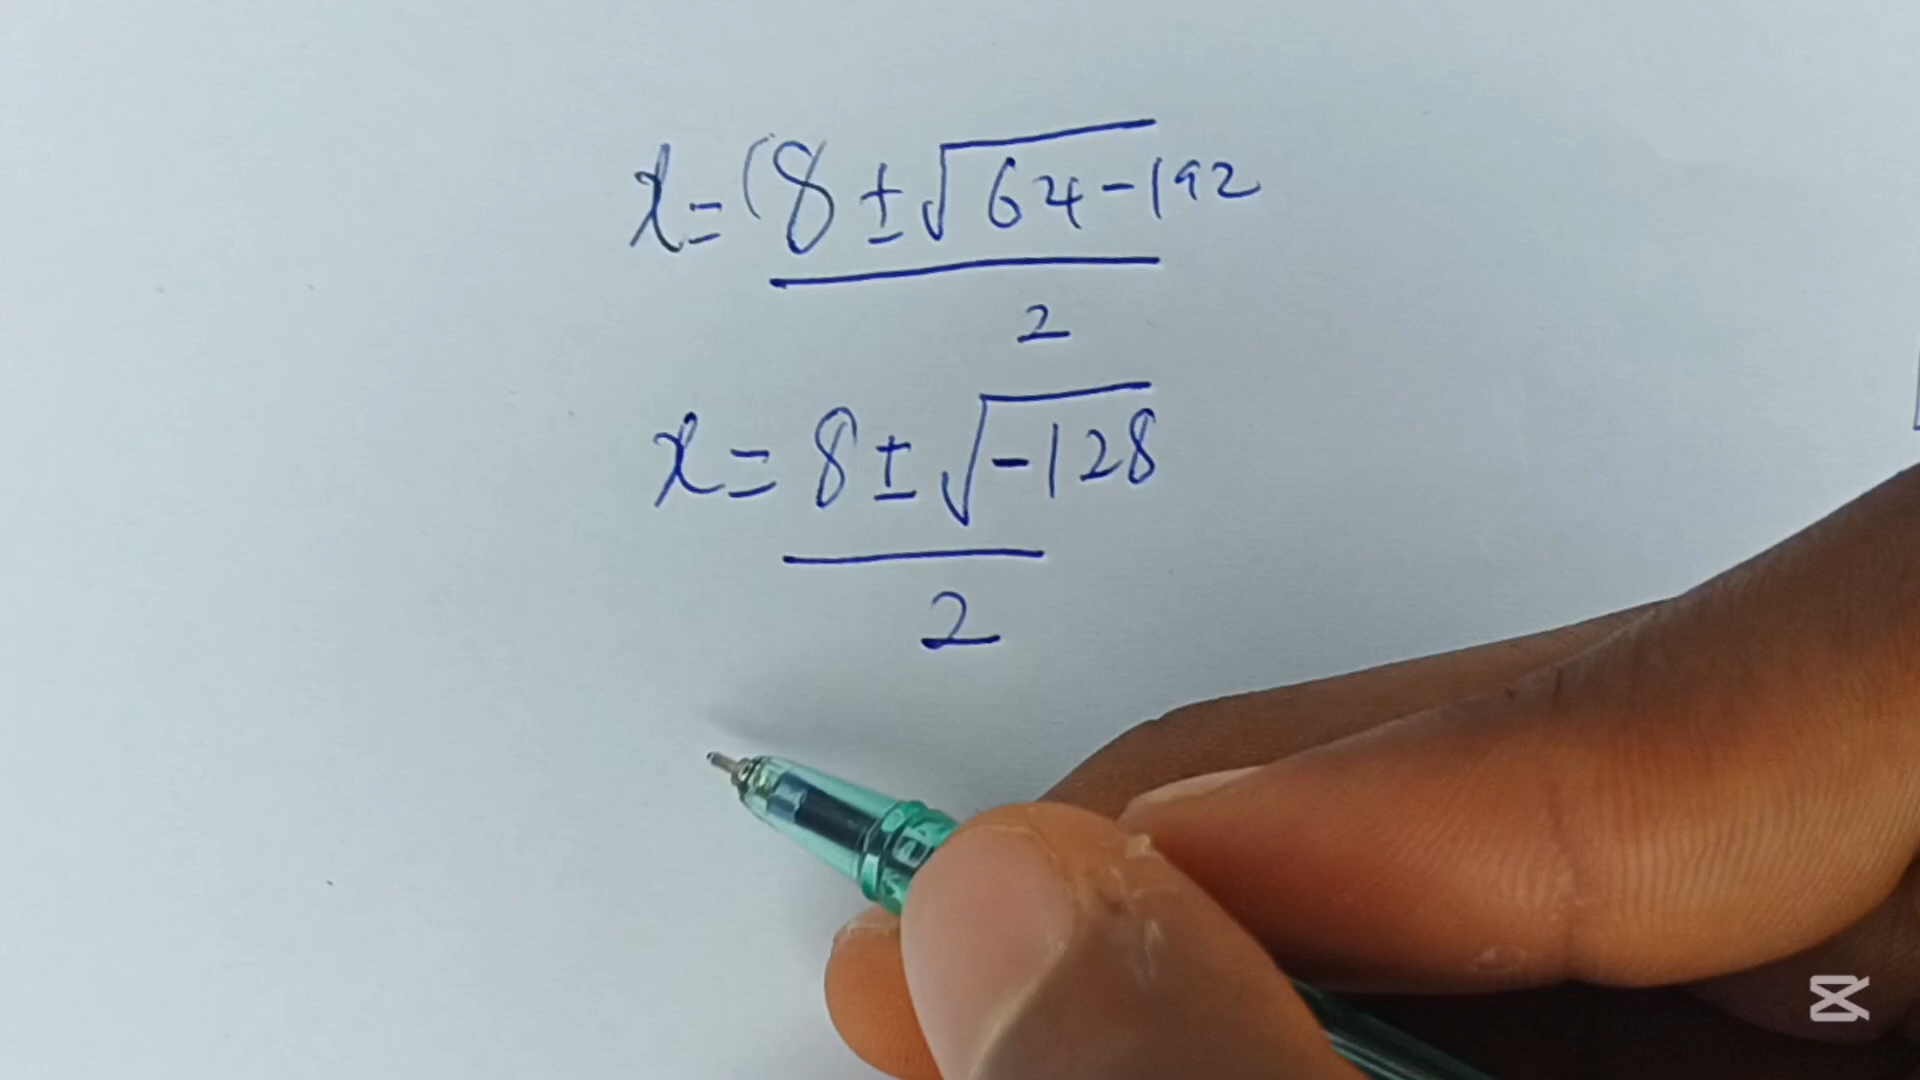 x = (8 ± √64 - 192
2
x = 8 ± √-128
2